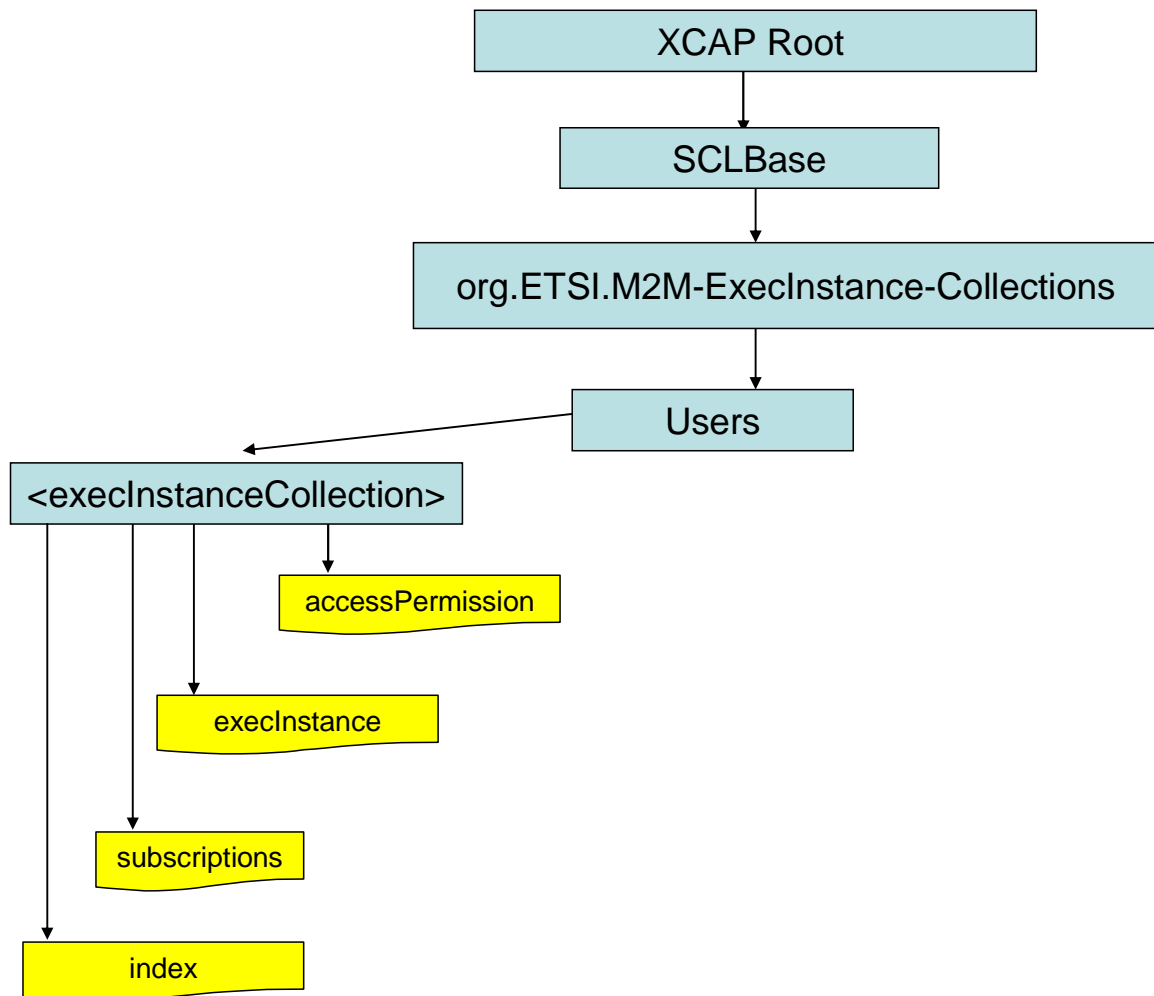 XCAP Root
SCLBase
org.ETSI.M2M-ExecInstance-Collections
Users
<execInstanceCollection>
accessPermission
execInstance
subscriptions
index